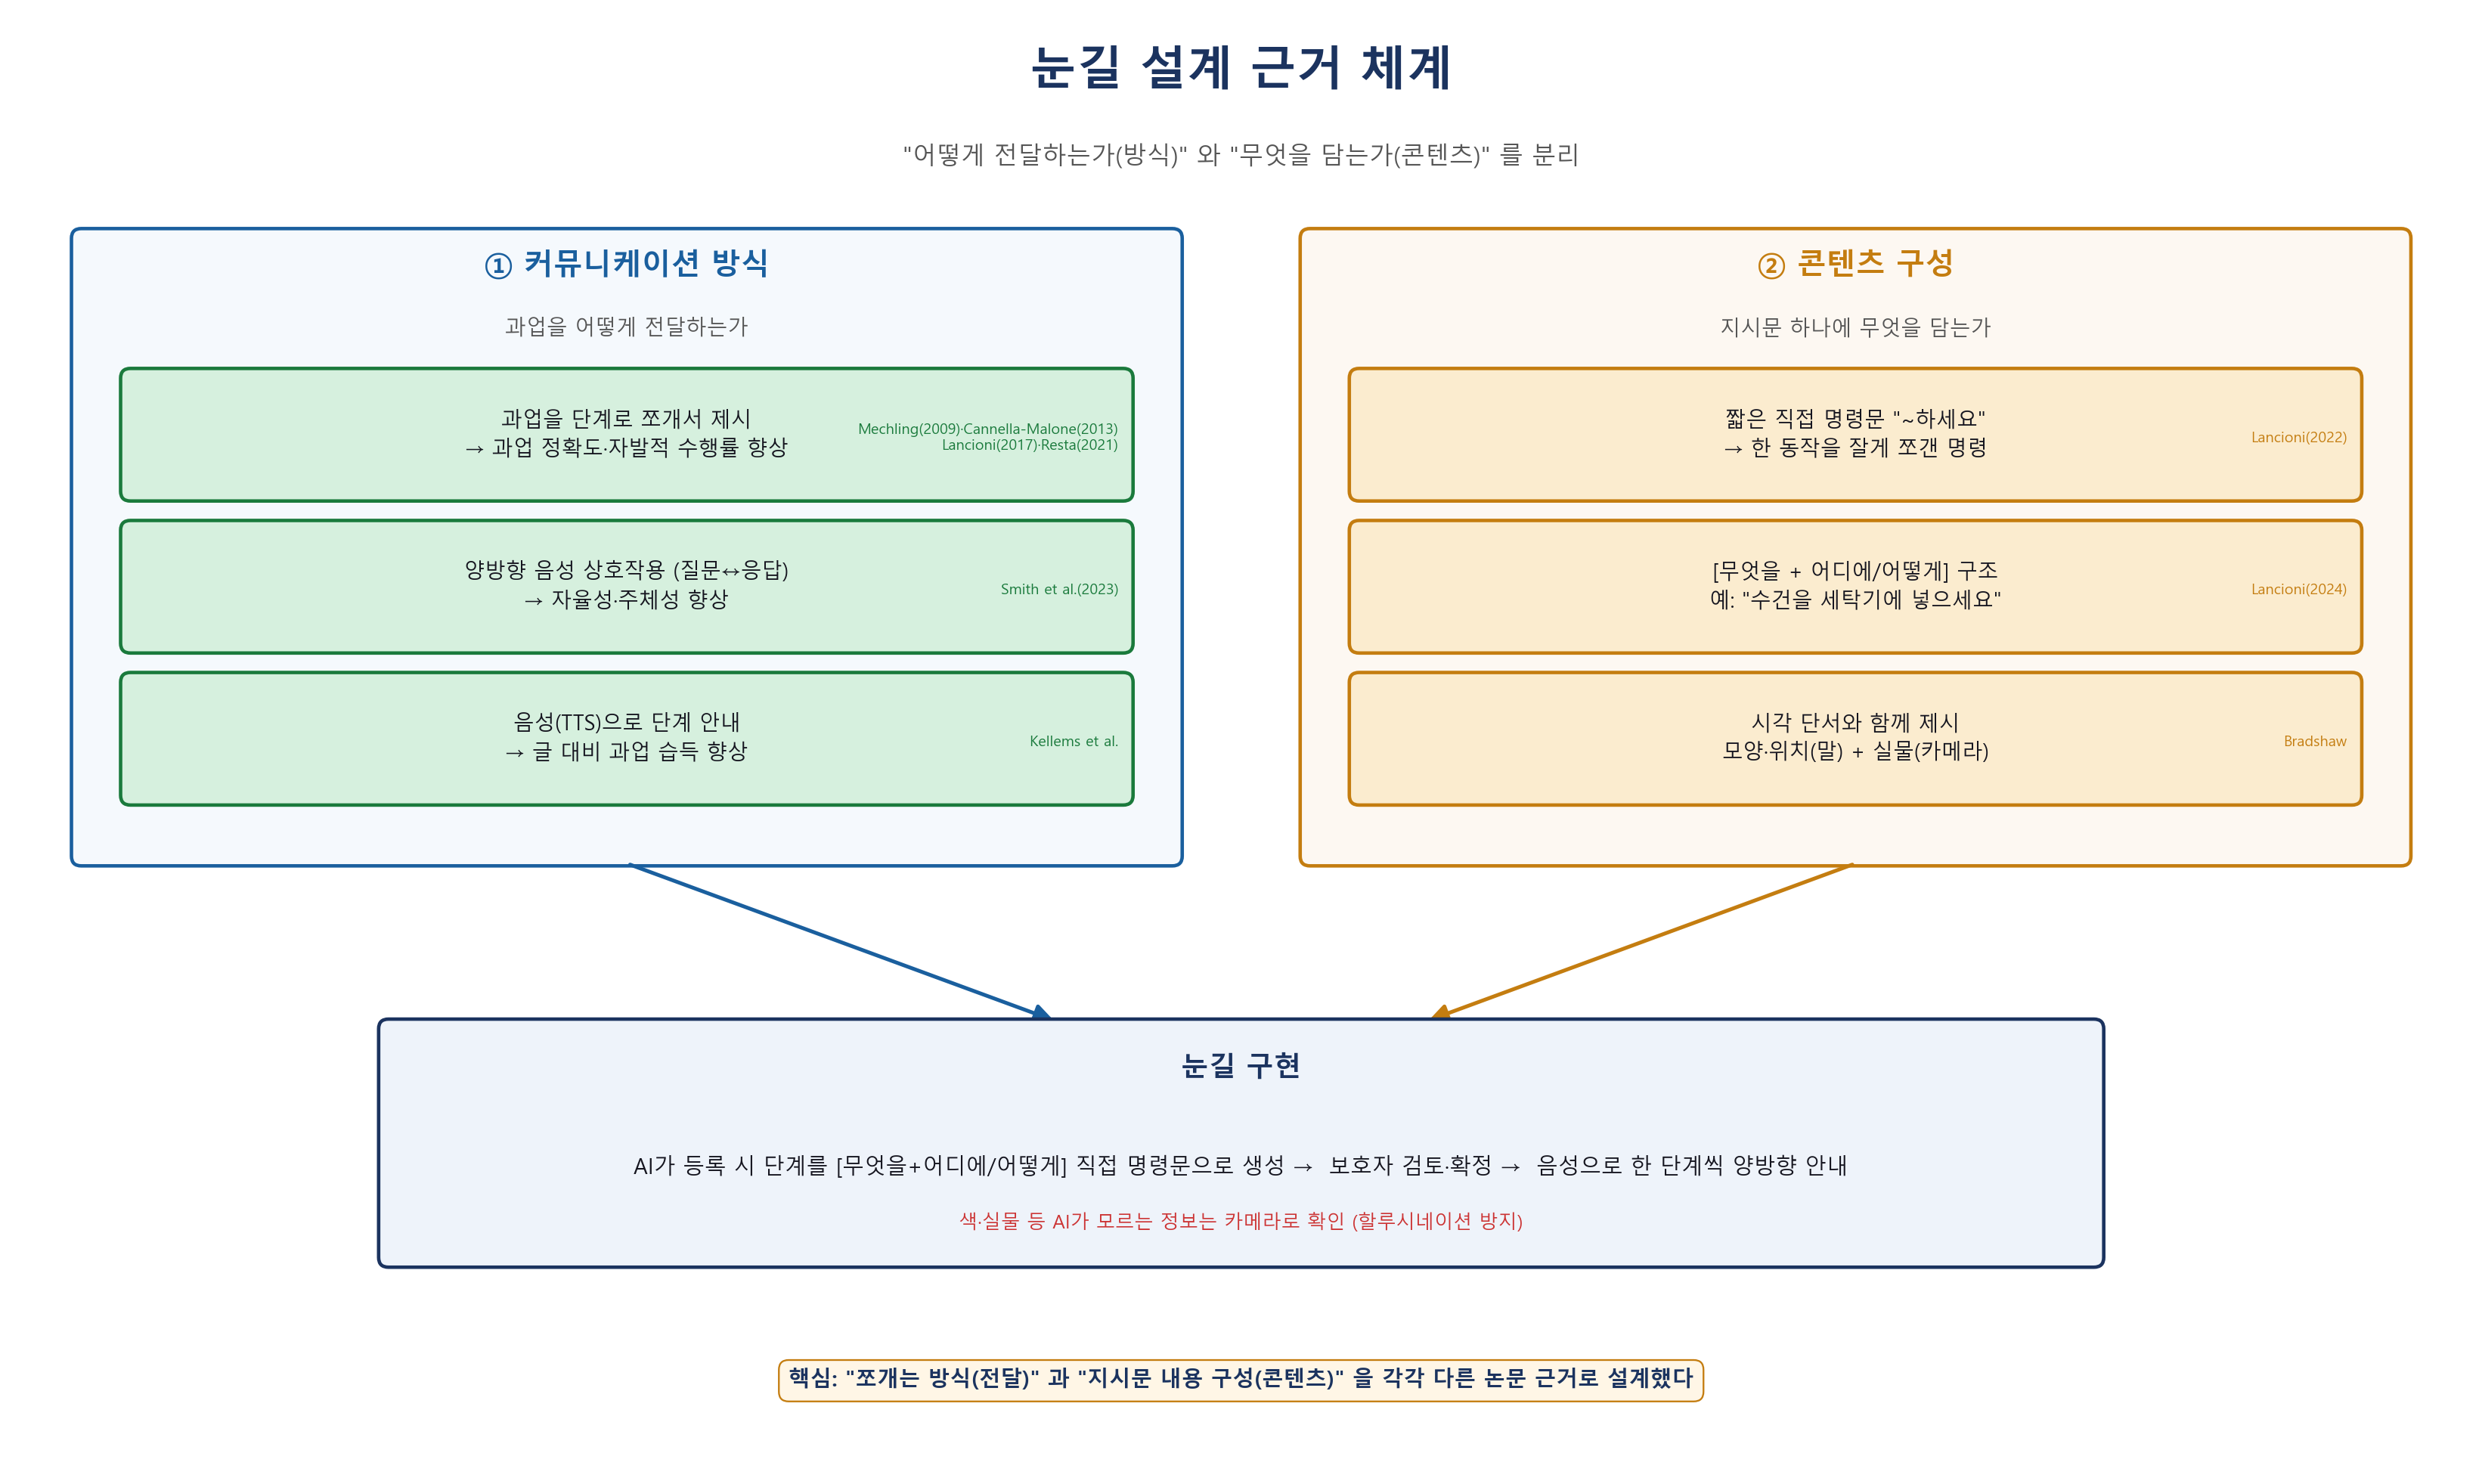 눈길 설계 근거 체계
"어떻게 전달하는가(방식)" 와 "무엇을 담는가(콘텐츠)" 를 분리
① 커뮤니케이션 방식
과업을 어떻게 전달하는가
과업을 단계로 쪼개서 제시
→ 과업 정확도·자발적 수행률 향상
Mechling(2009)·Cannella-Malone(2013)
Lancioni(2017)·Resta(2021)
양방향 음성 상호작용 (질문↔응답)
→ 자율성·주체성 향상
Smith et al.(2023)
음성(TTS)으로 단계 안내
→ 글 대비 과업 습득 향상
Kellems et al.
② 콘텐츠 구성
지시문 하나에 무엇을 담는가
짧은 직접 명령문 "~하세요"
→ 한 동작을 잘게 쪼갠 명령
Lancioni(2022)
[무엇을 + 어디에/어떻게] 구조
예: "수건을 세탁기에 넣으세요"
Lancioni(2024)
시각 단서와 함께 제시
모양·위치(말) + 실물(카메라)
Bradshaw
눈길 구현
AI가 등록 시 단계를 [무엇을+어디에/어떻게] 직접 명령문으로 생성 → 보호자 검토·확정 → 음성으로 한 단계씩 양방향 안내
색·실물 등 AI가 모르는 정보는 카메라로 확인 (할루시네이션 방지)
핵심: "쪼개는 방식(전달)" 과 "지시문 내용 구성(콘텐츠)" 을 각각 다른 논문 근거로 설계했다